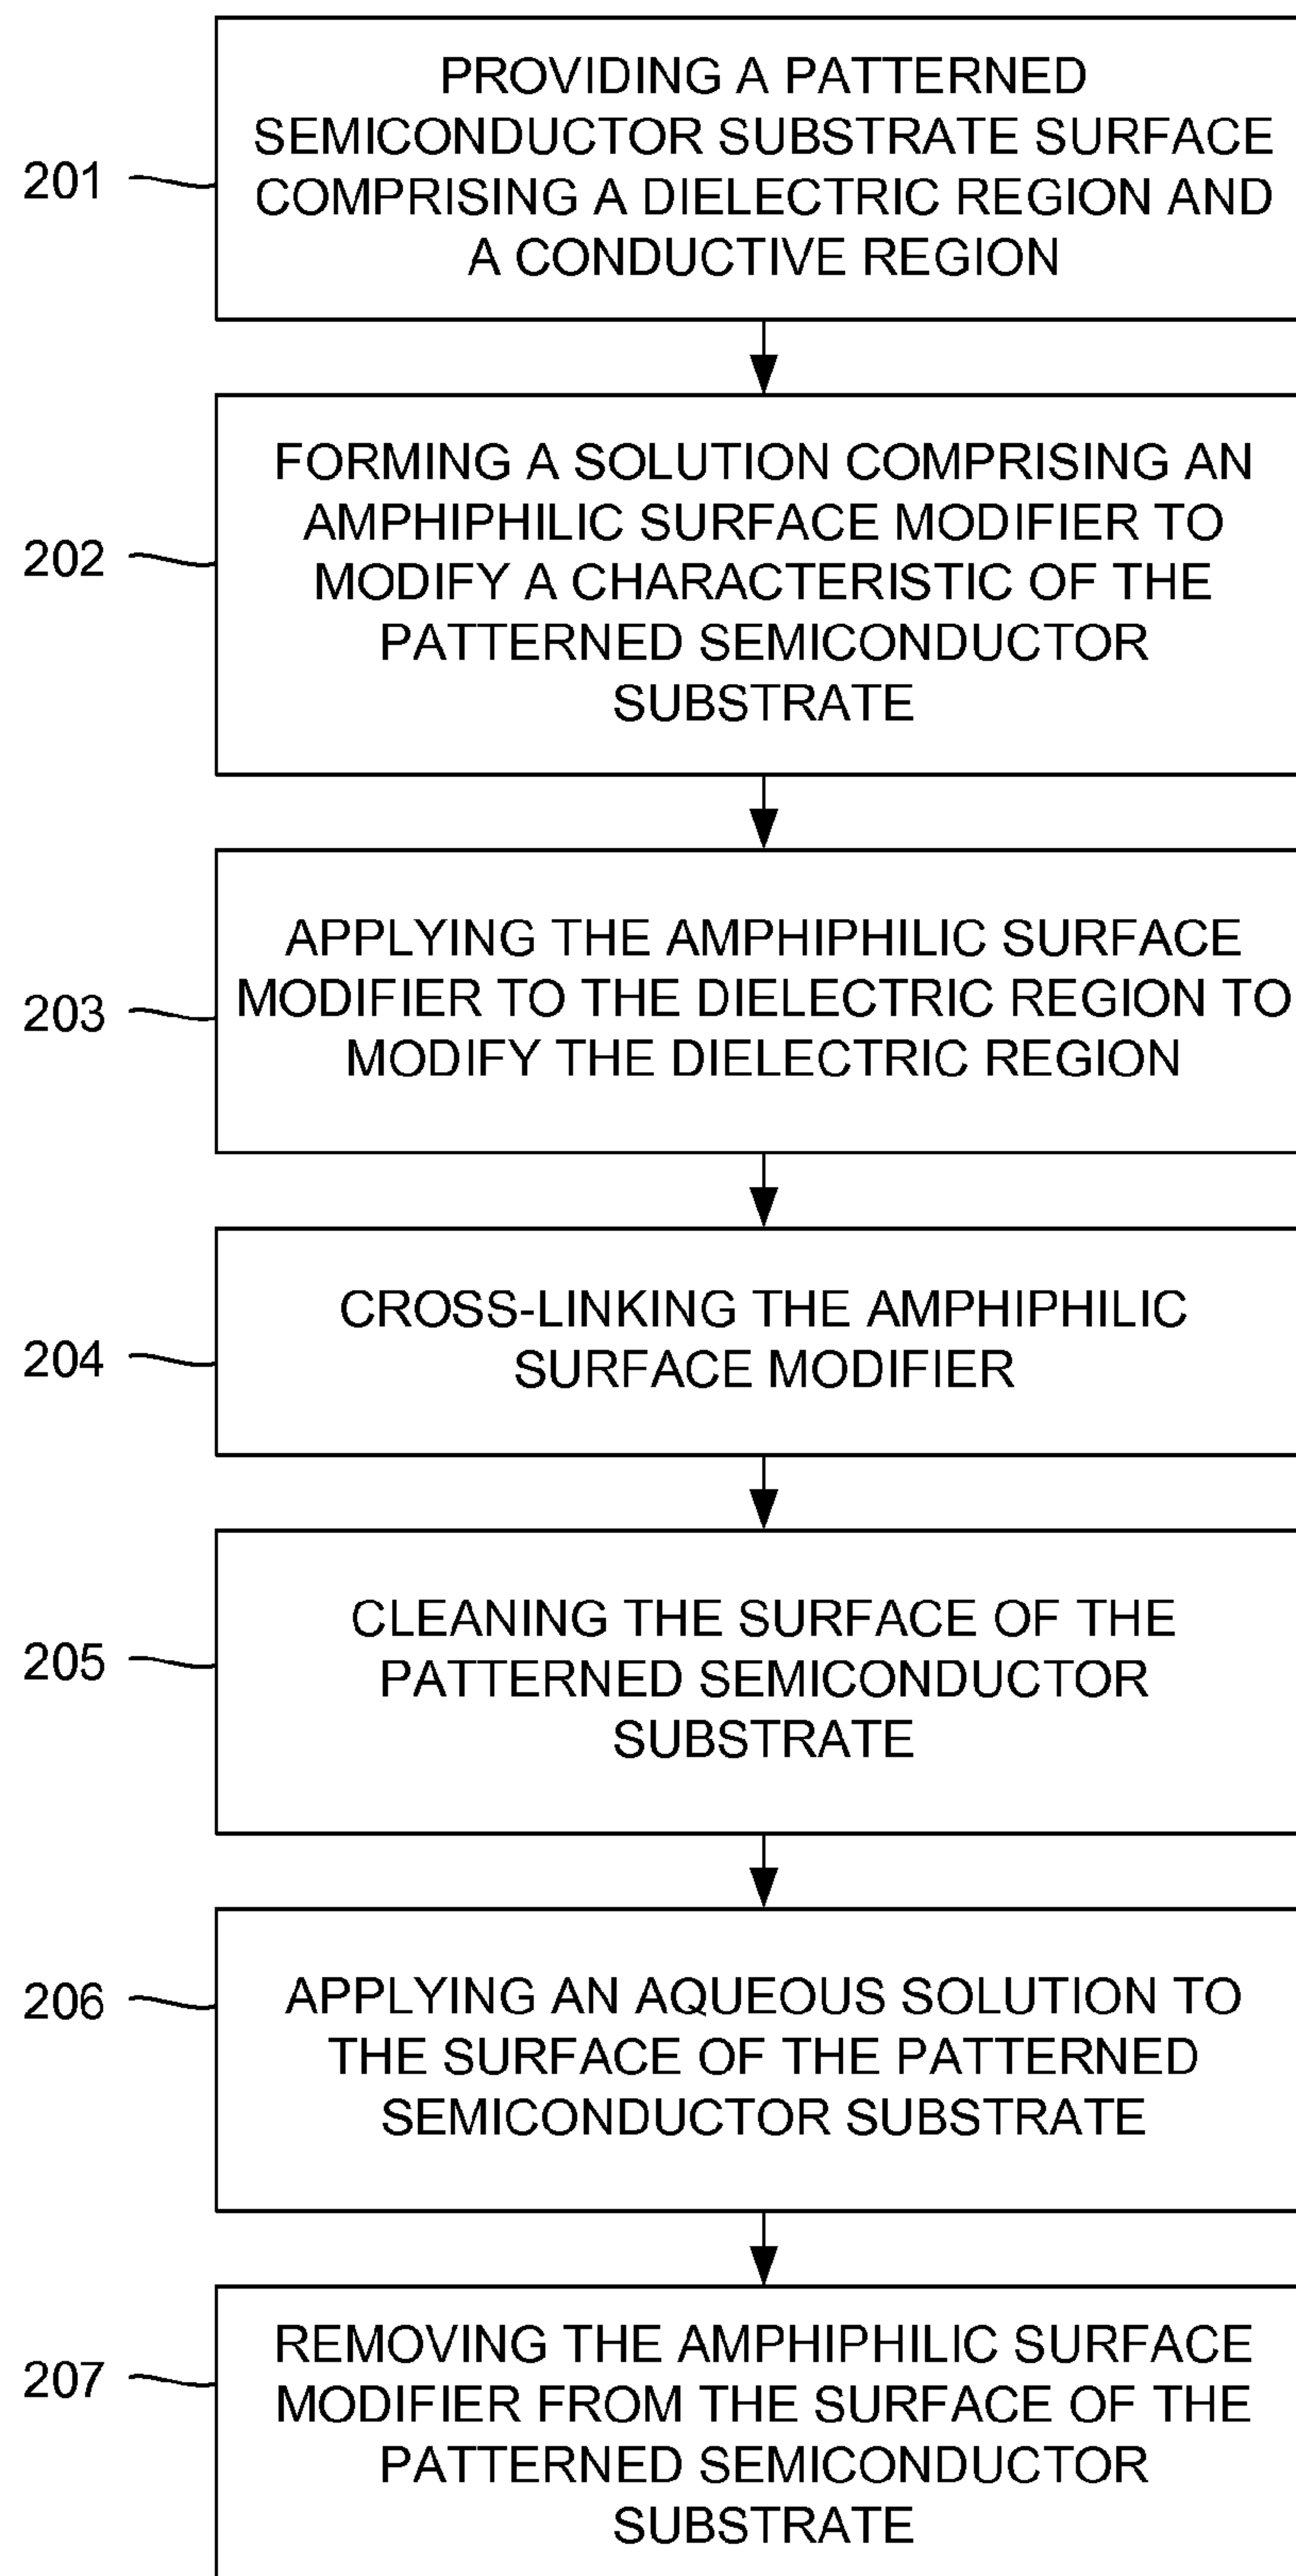 201
PROVIDING A PATTERNED
SEMICONDUCTOR SUBSTRATE SURFACE
COMPRISING A DIELECTRIC REGION AND
A CONDUCTIVE REGION
202
FORMING A SOLUTION COMPRISING AN
AMPHIPHILIC SURFACE MODIFIER TO
MODIFY A CHARACTERISTIC OF THE
PATTERNED SEMICONDUCTOR
SUBSTRATE
203
APPLYING THE AMPHIPHILIC SURFACE
MODIFIER TO THE DIELECTRIC REGION TO
MODIFY THE DIELECTRIC REGION
204
CROSS-LINKING THE AMPHIPHILIC
SURFACE MODIFIER
205
CLEANING THE SURFACE OF THE
PATTERNED SEMICONDUCTOR
SUBSTRATE
206
APPLYING AN AQUEOUS SOLUTION TO
THE SURFACE OF THE PATTERNED
SEMICONDUCTOR SUBSTRATE
207
REMOVING THE AMPHIPHILIC SURFACE
MODIFIER FROM THE SURFACE OF THE
PATTERNED SEMICONDUCTOR
SUBSTRATE